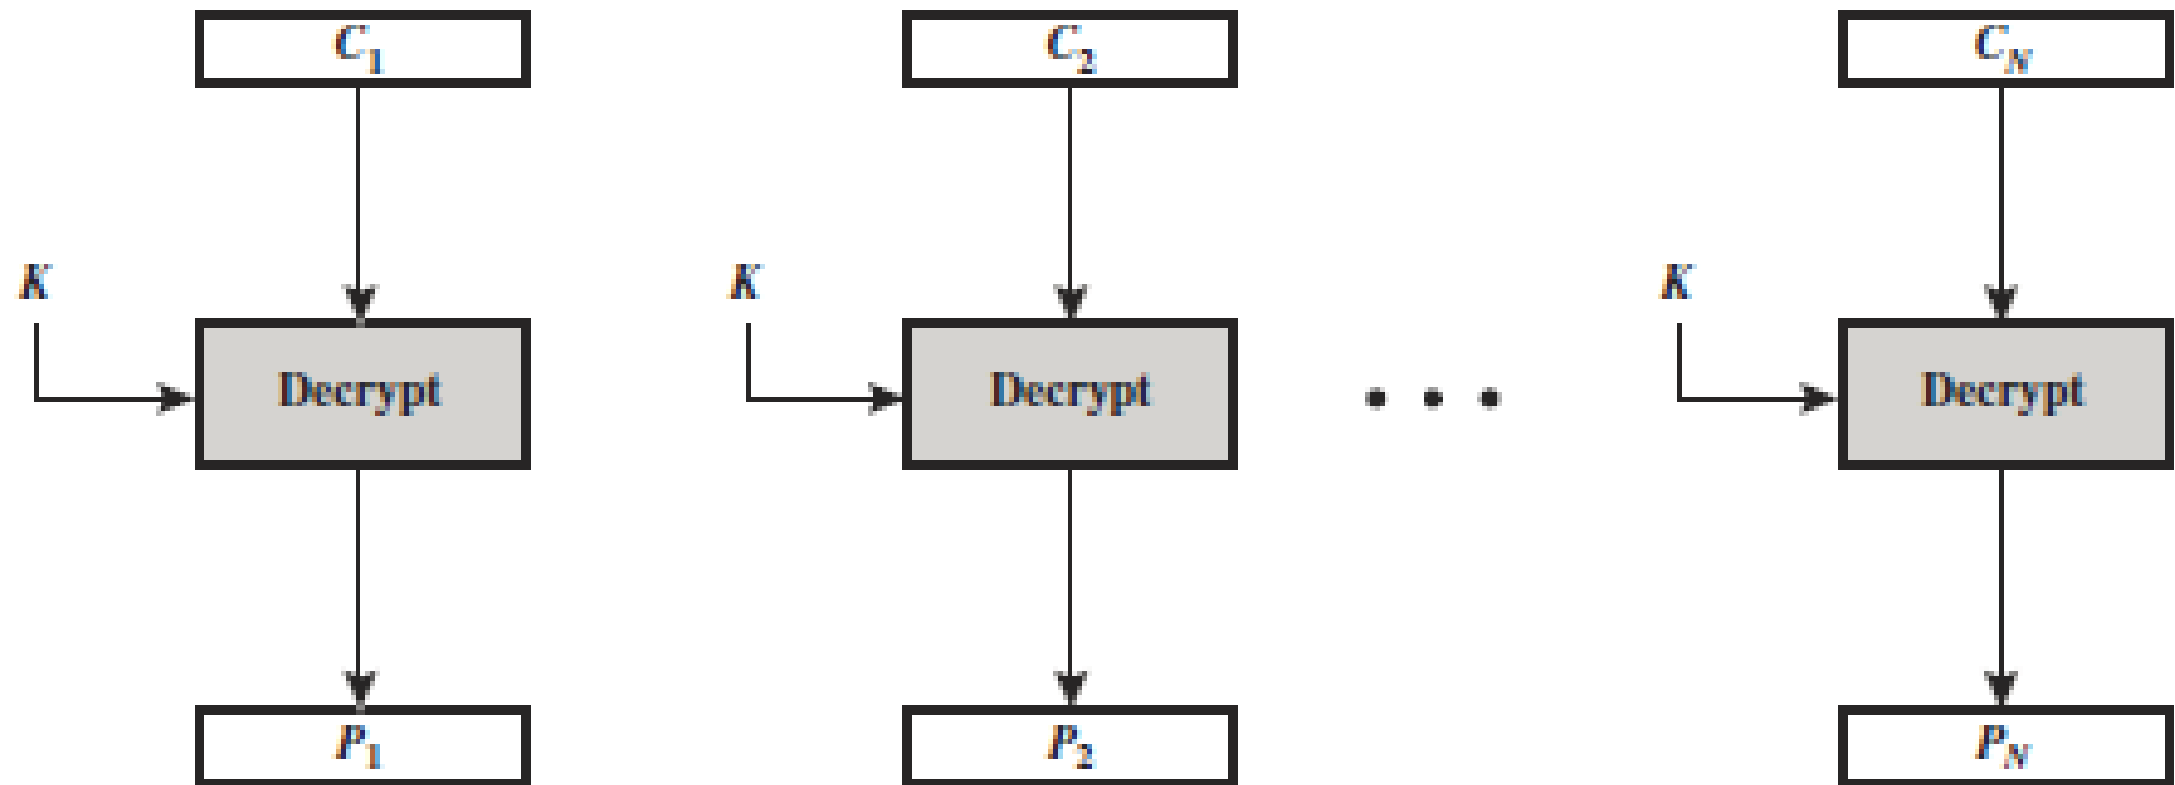 C1 C2 CN
K K K
Decrypt Decrypt • • • Decrypt
P1 P2 PN